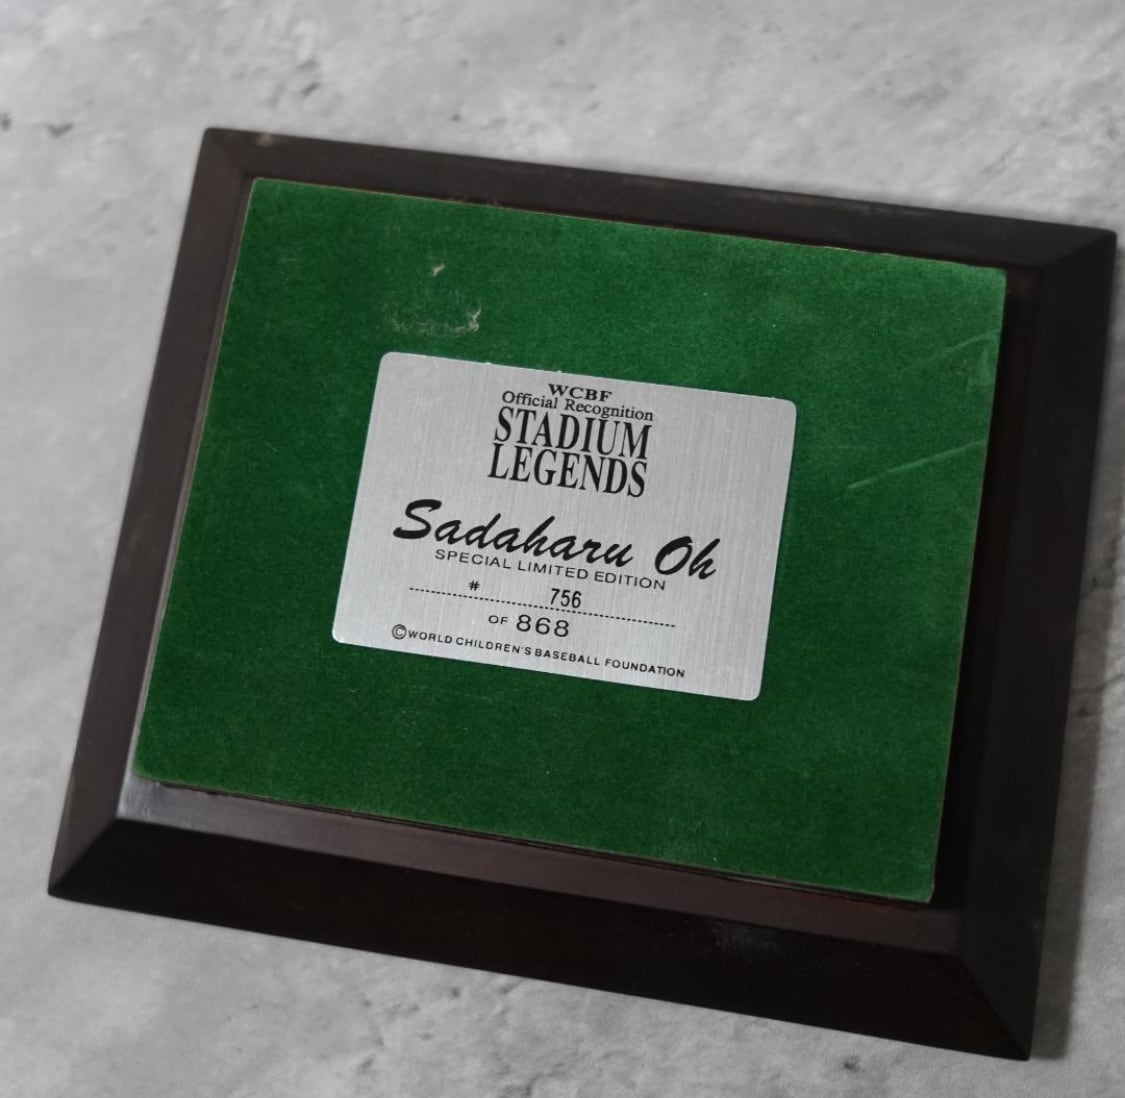 WCBF
Official Recognition
STADIUM
LEGENDS
Sadaharu Oh
SPECIAL LIMITED EDITION
# 756
OF 868
©WORLD CHILDREN'S BASEBALL FOUNDATION